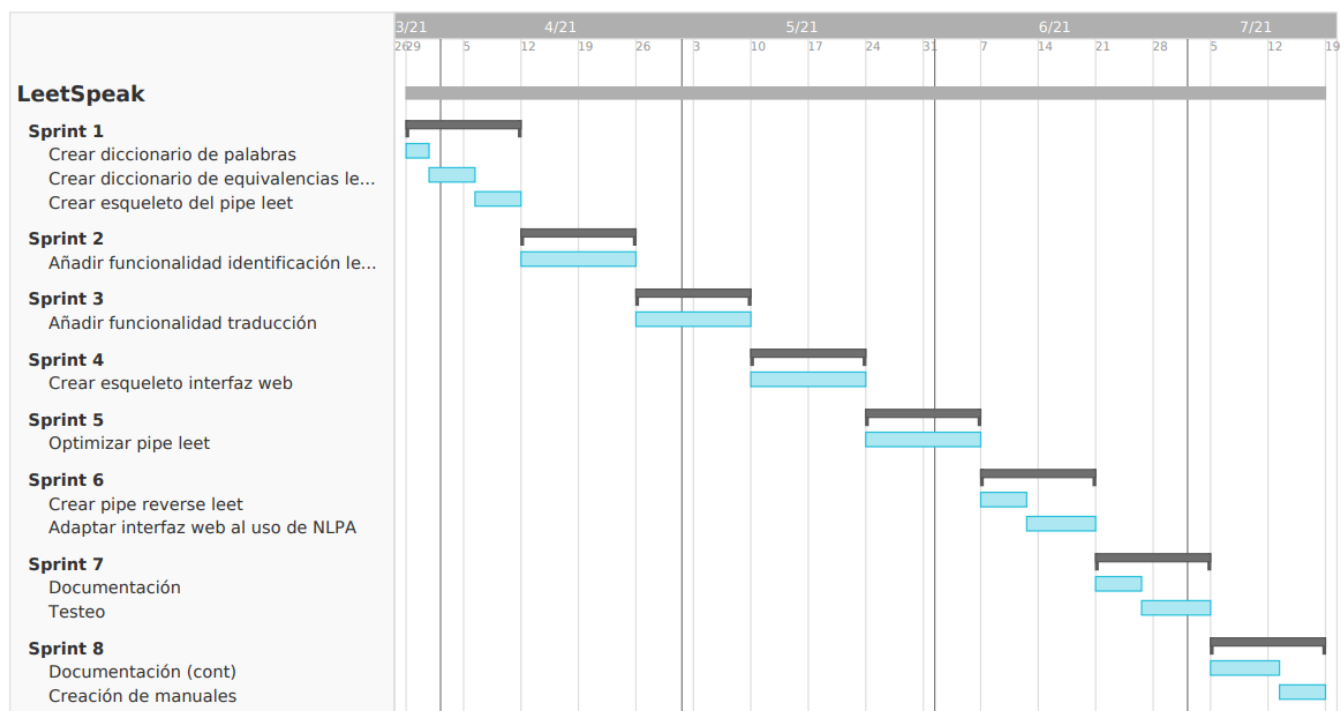 3/21 4/21 5/21 6/21 7/21
26 29 5 12 19 26 3 10 17 24 31 7 14 21 28 5 12 19
LeetSpeak
Sprint 1
Crear diccionario de palabras
Crear diccionario de equivalencias le...
Crear esqueleto del pipe leet
Sprint 2
Añadir funcionalidad identificación le...
Sprint 3
Añadir funcionalidad traducción
Sprint 4
Crear esqueleto interfaz web
Sprint 5
Optimizar pipe leet
Sprint 6
Crear pipe reverse leet
Adaptar interfaz web al uso de NLPA
Sprint 7
Documentación
Testeo
Sprint 8
Documentación (cont)
Creación de manuales